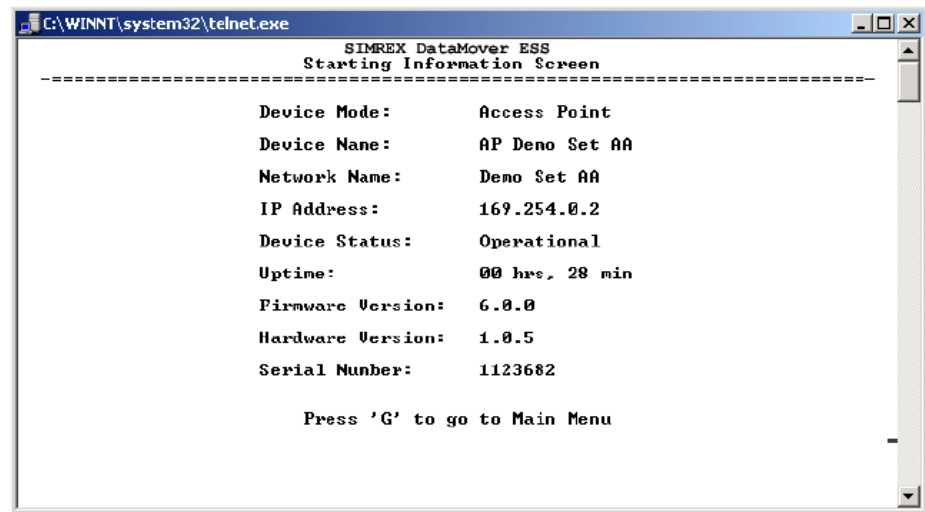 C:\WINNT\system32\telnet.exe
SIMREX DataMover ESS
Starting Information Screen
Device Mode: Access Point
Device Name: AP Demo Set AA
Network Name: Demo Set AA
IP Address: 169.254.0.2
Device Status: Operational
Uptime: 00 hrs, 28 min
Firmware Version: 6.0.0
Hardware Version: 1.0.5
Serial Number: 1123682
Press 'G' to go to Main Menu